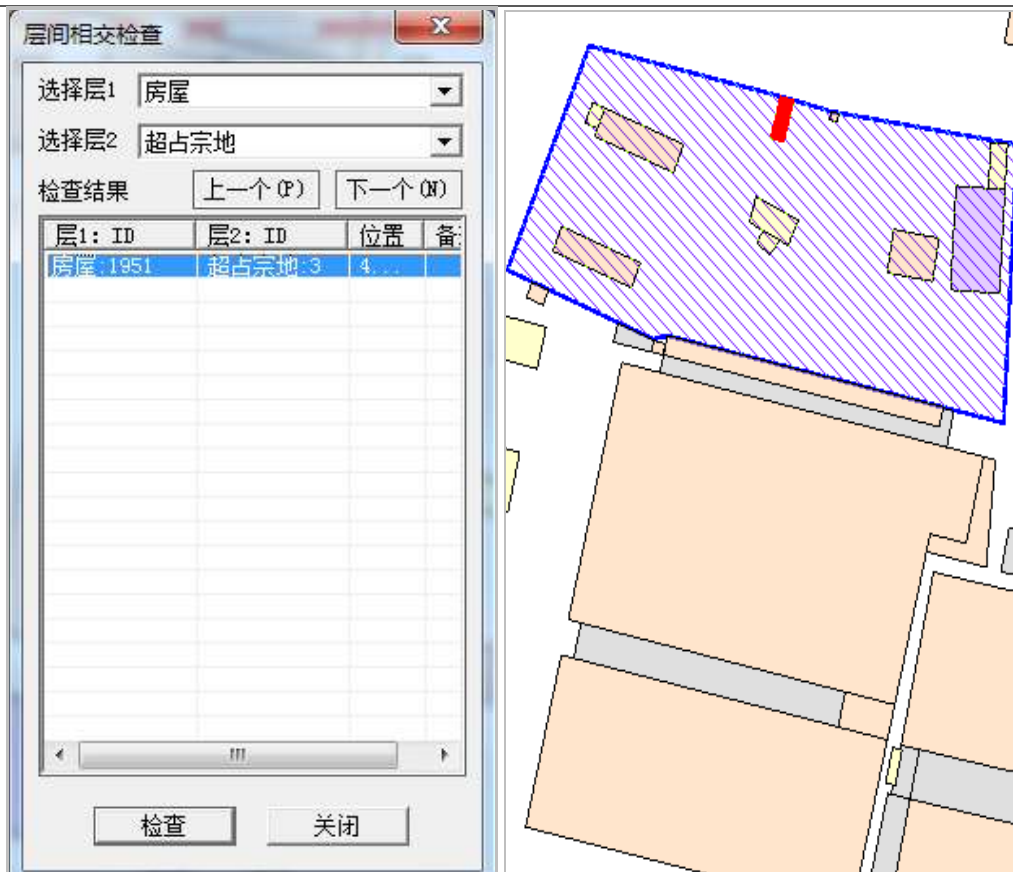 层间相交检查
选择层1 房屋
选择层2 超占宗地
检查结果 上一个(P) 下一个(N)
层1: ID 层2: ID 位置 备
房屋:1951 超占宗地:3 4...
检查 关闭